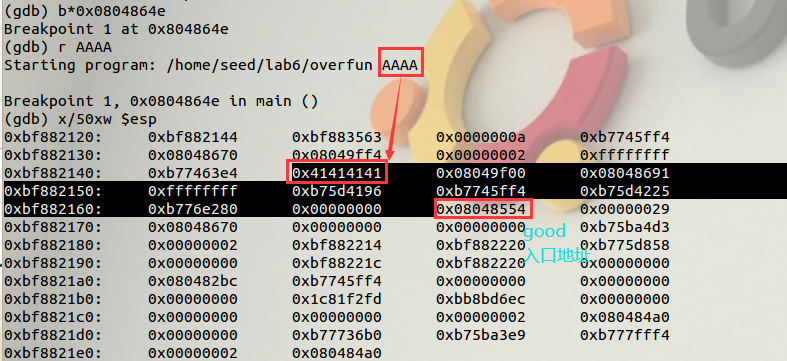 (gdb) b*0x0804864e
Breakpoint 1 at 0x804864e
(gdb) r AAAA
Starting program: /home/seed/lab6/overfun AAAA
Breakpoint 1, 0x0804864e in main ()
(gdb) x/50xw $esp
0xbf882120: 0xbf882144 0xbf883563 0x0000000a 0xb7745ff4
0xbf882130: 0x08048670 0x08049ff4 0x00000002 0xffffffff
0xbf882140: 0xb77463e4 0x41414141 0x08049f00 0x08048691
0xbf882150: 0xffffffff 0xb75d4196 0xb7745ff4 0xb75d4225
0xbf882160: 0xb776e280 0x00000000 0x08048554 0x00000029
0xbf882170: 0x08048670 0x00000000 0x00000000 0xb75ba4d3
good
0xbf882180: 0x00000002 0xbf882214 0xbf882220 0xb775d858
入口地址
0xbf882190: 0x00000000 0xbf88221c 0xbf882220 0x00000000
0xbf8821a0: 0x080482bc 0xb7745ff4 0x00000000 0x00000000
0xbf8821b0: 0x00000000 0x1c81f2fd 0xbb8bd6ec 0x00000000
0xbf8821c0: 0x00000000 0x00000000 0x00000002 0x080484a0
0xbf8821d0: 0x00000000 0xb77736b0 0xb75ba3e9 0xb777fff4
0xbf8821e0: 0x00000002 0x080484a0